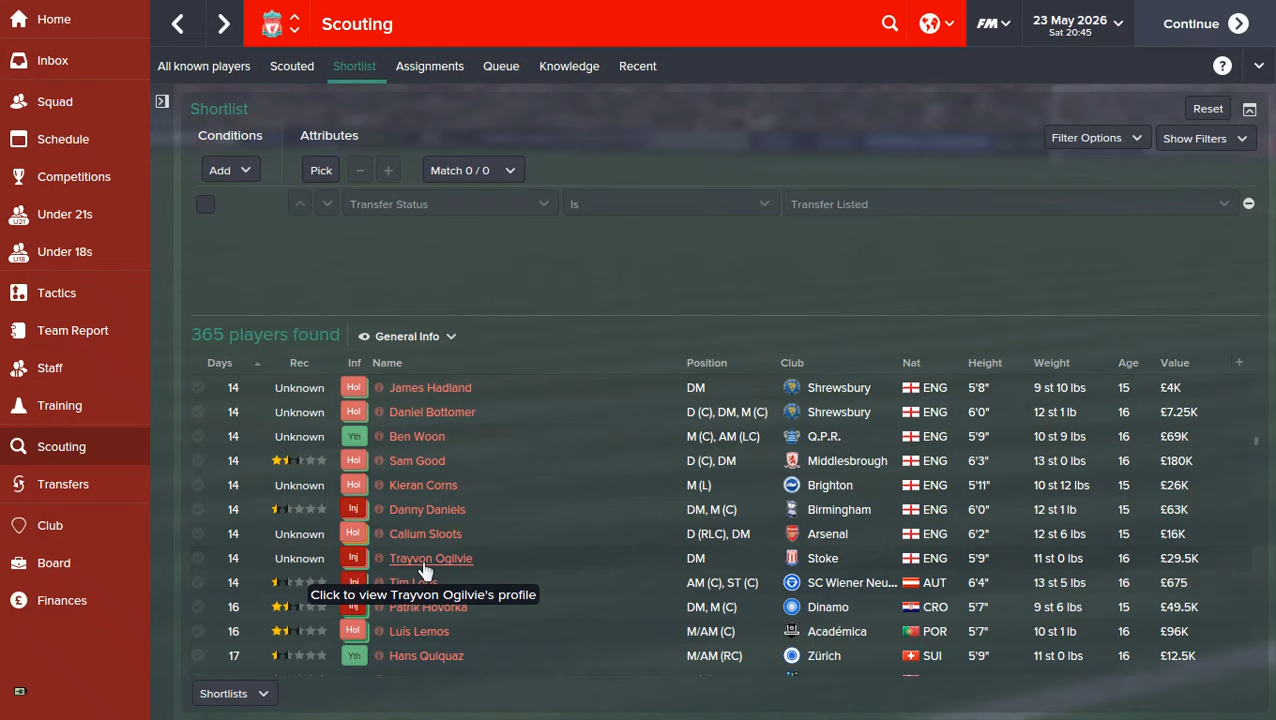 Home
Inbox
Squad
Schedule
Competitions
Under 21s
Under 18s
Tactics
Team Report
Staff
Training
Scouting
Transfers
Club
Board
Finances
Scouting
FM
23 May 2026
Sat 20:45
Continue
All known players Scouted Shortlist Assignments Queue Knowledge Recent
Shortlist
Reset
Conditions Attributes
Filter Options Show Filters
Add Pick Match 0 / 0
Transfer Status Is Transfer Listed
365 players found General Info
Days Rec Inf Name Position Club Nat Height Weight Age Value
14 Unknown Hol James Hadland DM Shrewsbury ENG 5'8" 9 st 10 lbs 15 £4K
14 Unknown Hol Daniel Bottomer D (C), DM, M (C) Shrewsbury ENG 6'0" 12 st 1 lb 16 £7.25K
14 Unknown Yth Ben Woon M (C), AM (LC) Q.P.R. ENG 5'9" 10 st 9 lbs 16 £69K
14 Hol Sam Good D (C), DM Middlesbrough ENG 6'3" 13 st 0 lbs 16 £180K
14 Unknown Hol Kieran Corns M (L) Brighton ENG 5'11" 10 st 12 lbs 16 £26K
14 Inj Danny Daniels DM, M (C) Birmingham ENG 6'0" 12 st 1 lb 16 £63K
14 Unknown Hol Callum Sloots D (RLC), DM Arsenal ENG 6'2" 12 st 6 lbs 15 £16K
14 Unknown Inj Trayvon Ogilvie DM Stoke ENG 5'9" 11 st 0 lbs 16 £29.5K
14 Inj Tim AM (C), ST (C) SC Wiener Neu... AUT 6'4" 13 st 5 lbs 16 £675
Click to view Trayvon Ogilvie's profile
16 Inj Patrik Hovorka DM, M (C) Dinamo CRO 5'7" 9 st 6 lbs 15 £49.5K
16 Hol Luís Lemos M/AM (C) Académica POR 5'7" 10 st 1 lb 16 £96K
17 Yth Hans Quiquaz M/AM (RC) Zürich SUI 5'9" 11 st 0 lbs 15 £12.5K
Shortlists